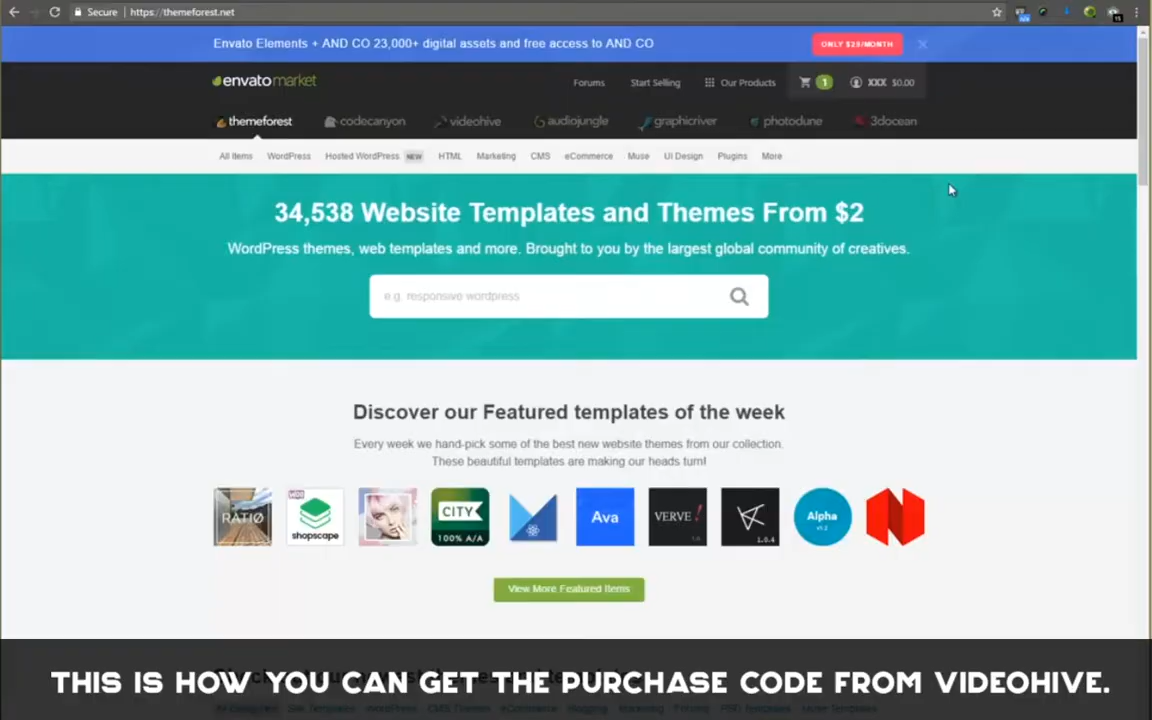 Secure https://themeforest.net
Envato Elements + AND CO 23,000+ digital assets and free access to AND CO
ONLY $29/MONTH
envatomarket
Forums Start Selling Our Products 1 XXX $0.00
themeforest codecanyon videohive audiojungle graphicriver photodune 3docean
All Items WordPress Hosted WordPress NEW HTML Marketing CMS eCommerce Muse UI Design Plugins More
34,538 Website Templates and Themes From $2
WordPress themes, web templates and more. Brought to you by the largest global community of creatives.
e.g. responsive wordpress
Discover our Featured templates of the week
Every week we hand-pick some of the best new website themes from our collection.
These beautiful templates are making our heads turn!
RATIO shopscape CITY 100% A/A Ava VERVE! 1.0.4 Alpha
View More Featured Items
THIS IS HOW YOU CAN GET THE PURCHASE CODE FROM VIDEOHIVE.